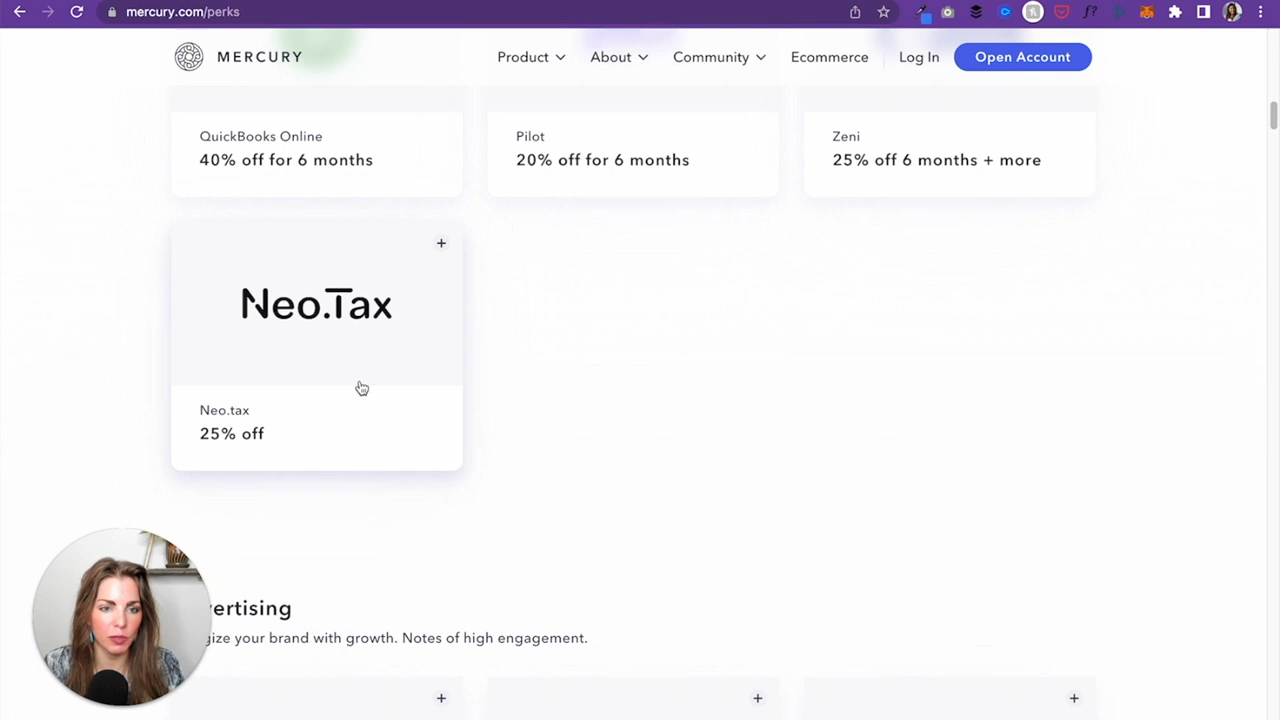 mercury.com/perks
MERCURY
Product About Community Ecommerce Log In Open Account
QuickBooks Online
40% off for 6 months
Pilot
20% off for 6 months
Zeni
25% off 6 months + more
Neo.Tax
Neo.tax
25% off
vertising
gize your brand with growth. Notes of high engagement.